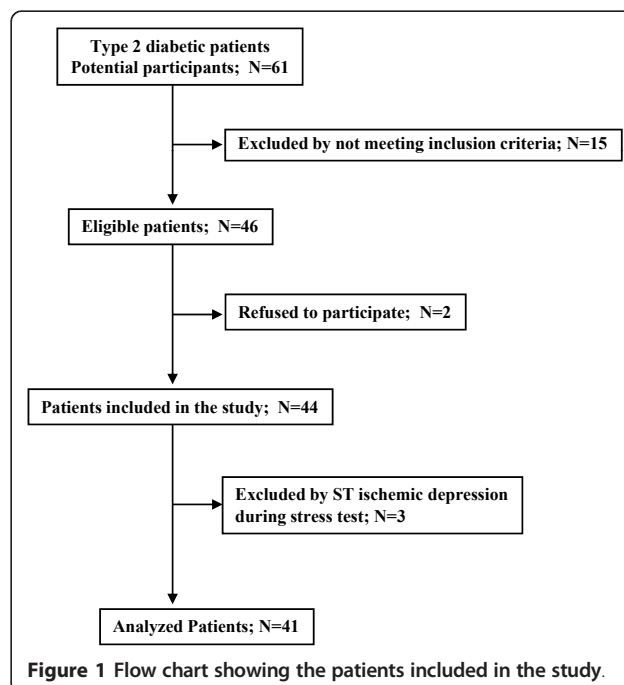 Type 2 diabetic patients
Potential participants; N=61
Excluded by not meeting inclusion criteria; N=15
Eligible patients; N=46
Refused to participate; N=2
Patients included in the study; N=44
Excluded by ST ischemic depression
during stress test; N=3
Analyzed Patients; N=41
Figure 1 Flow chart showing the patients included in the study.